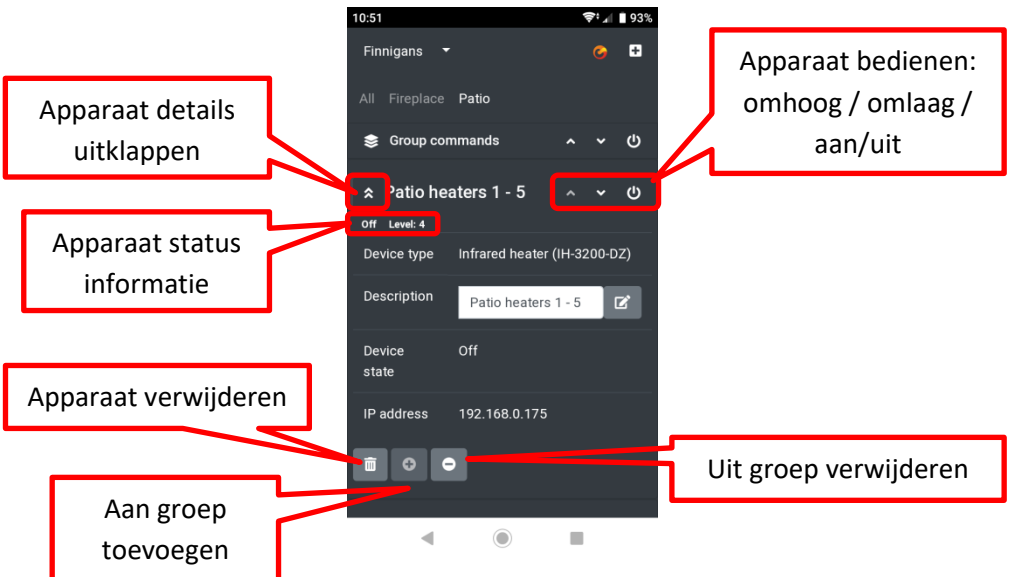 10:51
93%
Finnigans
All Fireplace Patio
Group commands
Patio heaters 1 - 5
Off Level: 4
Device type Infrared heater (IH-3200-DZ)
Description Patio heaters 1 - 5
Device
state
Off
IP address 192.168.0.175
Apparaat details
uitklappen
Apparaat status
informatie
Apparaat verwijderen
Aan groep
toevoegen
Apparaat bedienen:
omhoog / omlaag /
aan/uit
Uit groep verwijderen